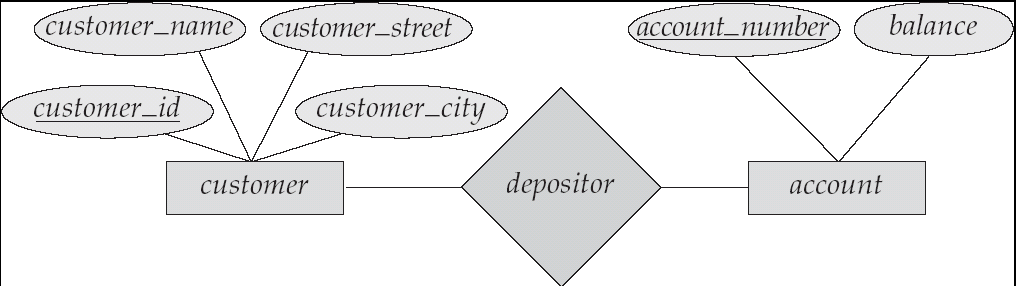 customer_name
customer_street
account_number
balance
customer_id
customer_city
customer
depositor
account